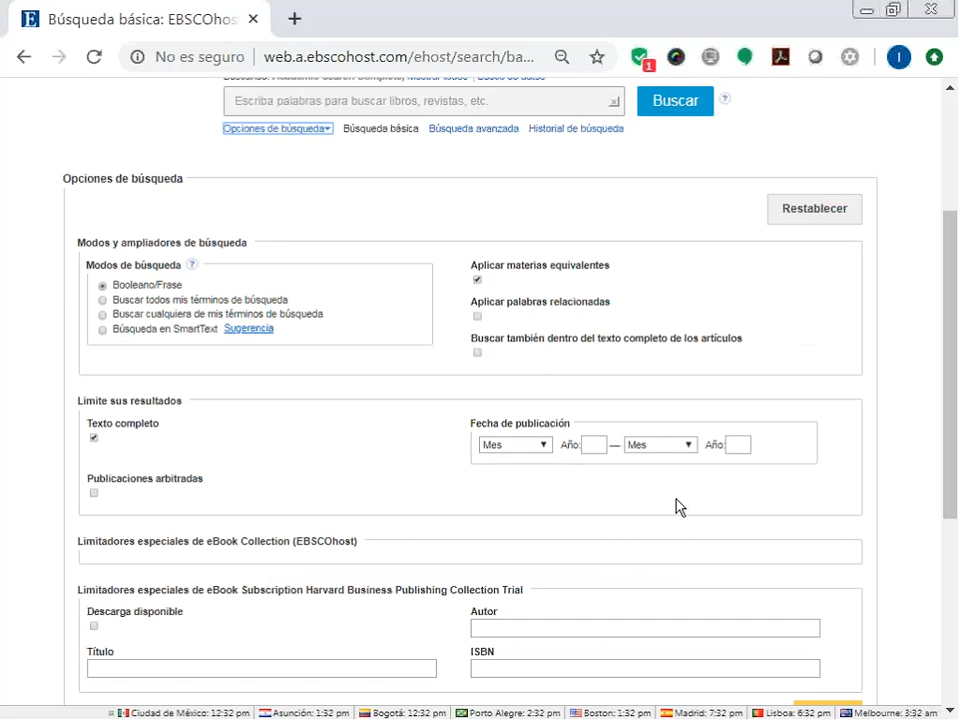 Búsqueda básica: EBSCOhos
No es seguro
web.a.ebscohost.com/ehost/search/ba...
1
I
Escriba palabras para buscar libros, revistas, etc.
Buscar
?
Opciones de búsqueda
Búsqueda básica
Búsqueda avanzada
Historial de búsqueda
Opciones de búsqueda
Restablecer
Modos y ampliadores de búsqueda
Modos de búsqueda ?
Booleano/Frase
Buscar todos mis términos de búsqueda
Buscar cualquiera de mis términos de búsqueda
Búsqueda en SmartText Sugerencia
Aplicar materias equivalentes
Aplicar palabras relacionadas
Buscar también dentro del texto completo de los artículos
Limite sus resultados
Texto completo
Publicaciones arbitradas
Fecha de publicación
Mes Año: — Mes Año:
Limitadores especiales de eBook Collection (EBSCOhost)
Limitadores especiales de eBook Subscription Harvard Business Publishing Collection Trial
Descarga disponible
Autor
Título
ISBN
Ciudad de México: 12:32 pm Asunción: 1:32 pm Bogotá: 12:32 pm Porto Alegre: 2:32 pm Boston: 1:32 pm Madrid: 7:32 pm Lisboa: 6:32 pm Melbourne: 3:32 am